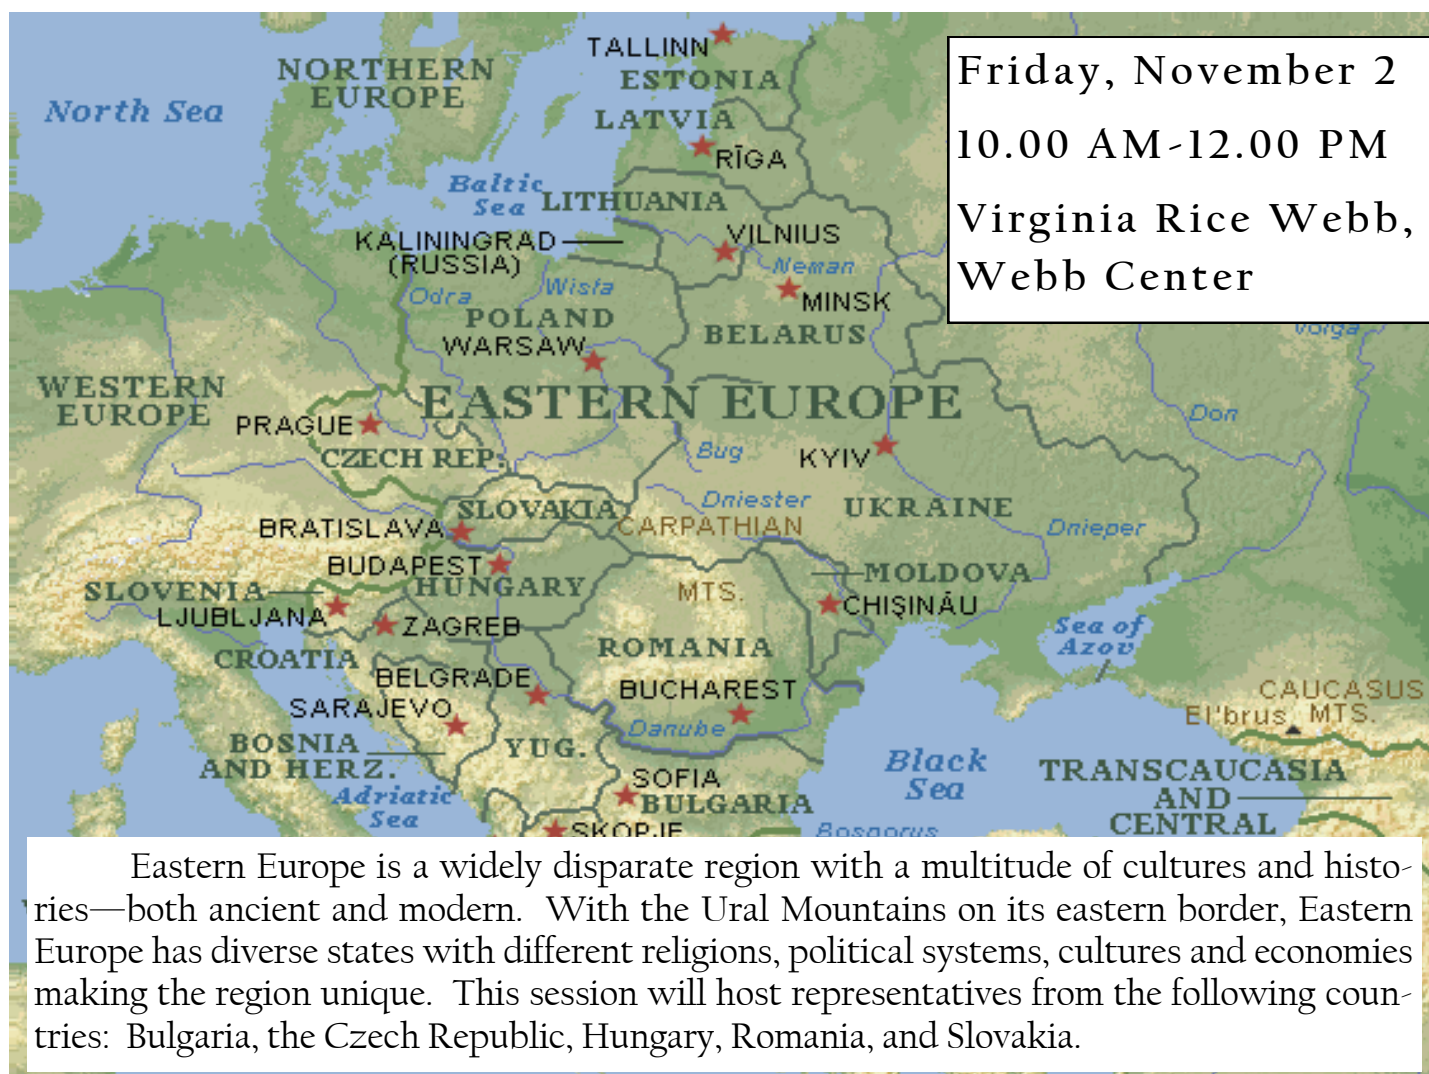 TALLINN
ESTONIA
NORTHERN
EUROPE
North Sea
LATVIA
RĪGA
Baltic
Sea
LITHUANIA
VILNIUS
KALININGRAD
(RUSSIA)
Neman
Odra
Wisła
MINSK
POLAND
BELARUS
WARSAW
Friday, November 2
10.00 AM-12.00 PM
Virginia Rice Webb,
Webb Center
Volga
WESTERN
EUROPE
EASTERN EUROPE
PRAGUE
Don
CZECH REP.
Bug
KYIV
Dniester
UKRAINE
SLOVAKIA
CARPATHIAN
Dnieper
BRATISLAVA
BUDAPEST
HUNGARY
MTS.
MOLDOVA
SLOVENIA
LJUBLJANA
ZAGREB
CHIŞINĂU
Sea of
Azov
CROATIA
ROMANIA
BELGRADE
BUCHAREST
SARAJEVO
Danube
CAUCASUS
El'brus MTS.
BOSNIA
AND HERZ.
YUG.
Black
Sea
TRANSCAUCASIA
AND
CENTRAL
SOFIA
BULGARIA
Adriatic
Sea
SKOPJE
Bosporus
Eastern Europe is a widely disparate region with a multitude of cultures and histo-
ries—both ancient and modern. With the Ural Mountains on its eastern border, Eastern
Europe has diverse states with different religions, political systems, cultures and economies
making the region unique. This session will host representatives from the following coun-
tries: Bulgaria, the Czech Republic, Hungary, Romania, and Slovakia.